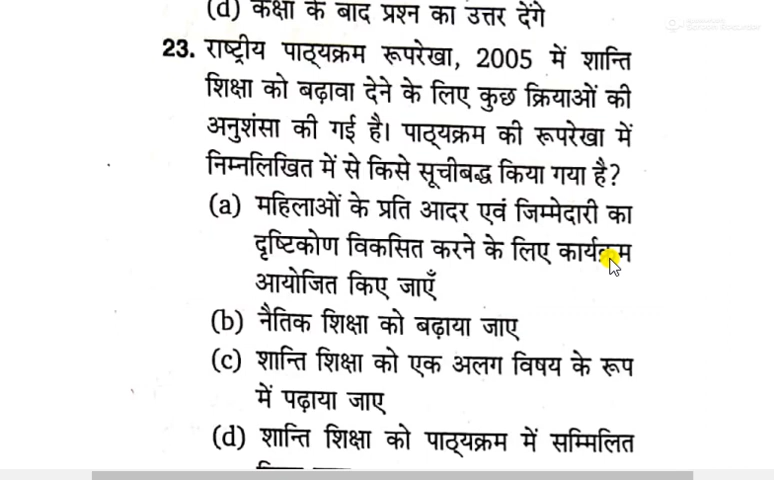 (d) कक्षा के बाद प्रश्न का उत्तर देंगे
23. राष्ट्रीय पाठ्यक्रम रूपरेखा, 2005 में शान्ति
शिक्षा को बढ़ावा देने के लिए कुछ क्रियाओं की
अनुशंसा की गई है। पाठ्यक्रम की रूपरेखा में
निम्नलिखित में से किसे सूचीबद्ध किया गया है?
(a) महिलाओं के प्रति आदर एवं जिम्मेदारी का
दृष्टिकोण विकसित करने के लिए कार्यक्रम
आयोजित किए जाएँ
(b) नैतिक शिक्षा को बढ़ाया जाए
(c) शान्ति शिक्षा को एक अलग विषय के रूप
में पढ़ाया जाए
(d) शान्ति शिक्षा को पाठ्यक्रम में सम्मिलित